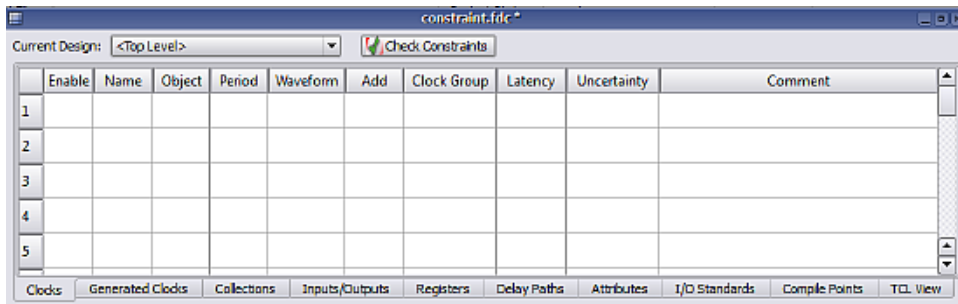 constraint.fdc *
Current Design: <Top Level> Check Constraints
Enable Name Object Period Waveform Add Clock Group Latency Uncertainty Comment
1
2
3
4
5
Clocks Generated Clocks Collections Inputs/Outputs Registers Delay Paths Attributes I/O Standards Compile Points TCL View